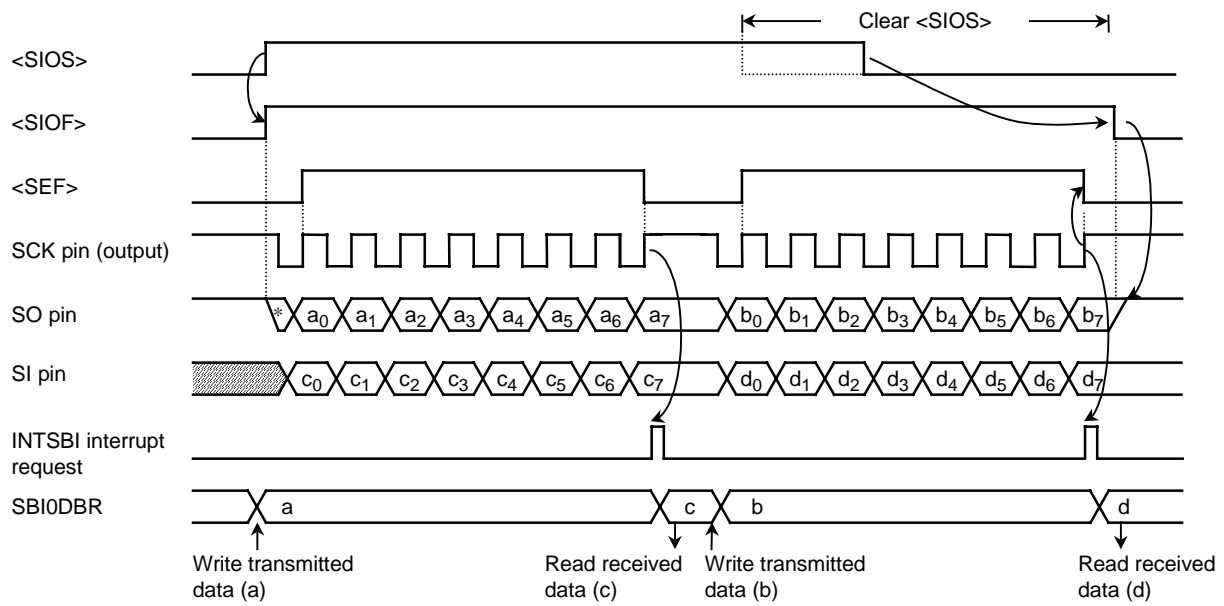 Clear <SIOS>
<SIOS>
<SIOF>
<SEF>
SCK pin (output)
SO pin
* a0 a1 a2 a3 a4 a5 a6 a7 b0 b1 b2 b3 b4 b5 b6 b7
SI pin
c0 c1 c2 c3 c4 c5 c6 c7 d0 d1 d2 d3 d4 d5 d6 d7
INTSBI interrupt
request
SBI0DBR
a c b d
Write transmitted
data (a)
Read received
data (c)
Write transmitted
data (b)
Read received
data (d)